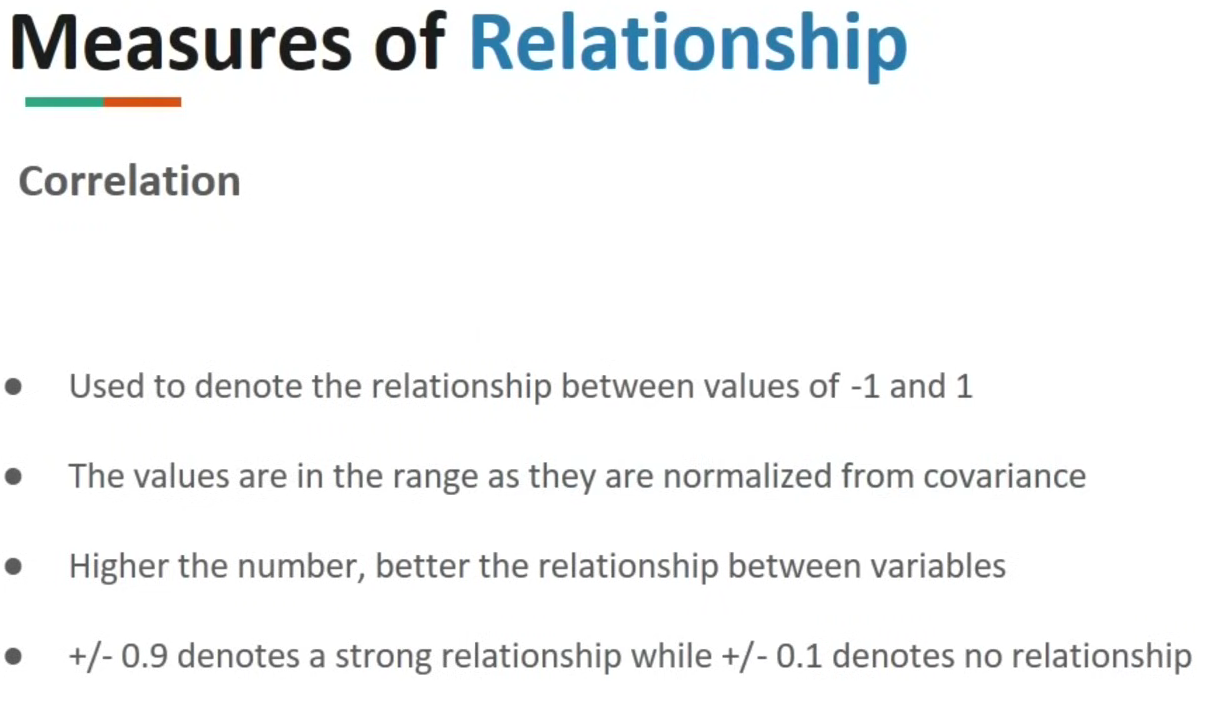 Measures of Relationship
Correlation
● Used to denote the relationship between values of -1 and 1
● The values are in the range as they are normalized from covariance
● Higher the number, better the relationship between variables
● +/- 0.9 denotes a strong relationship while +/- 0.1 denotes no relationship